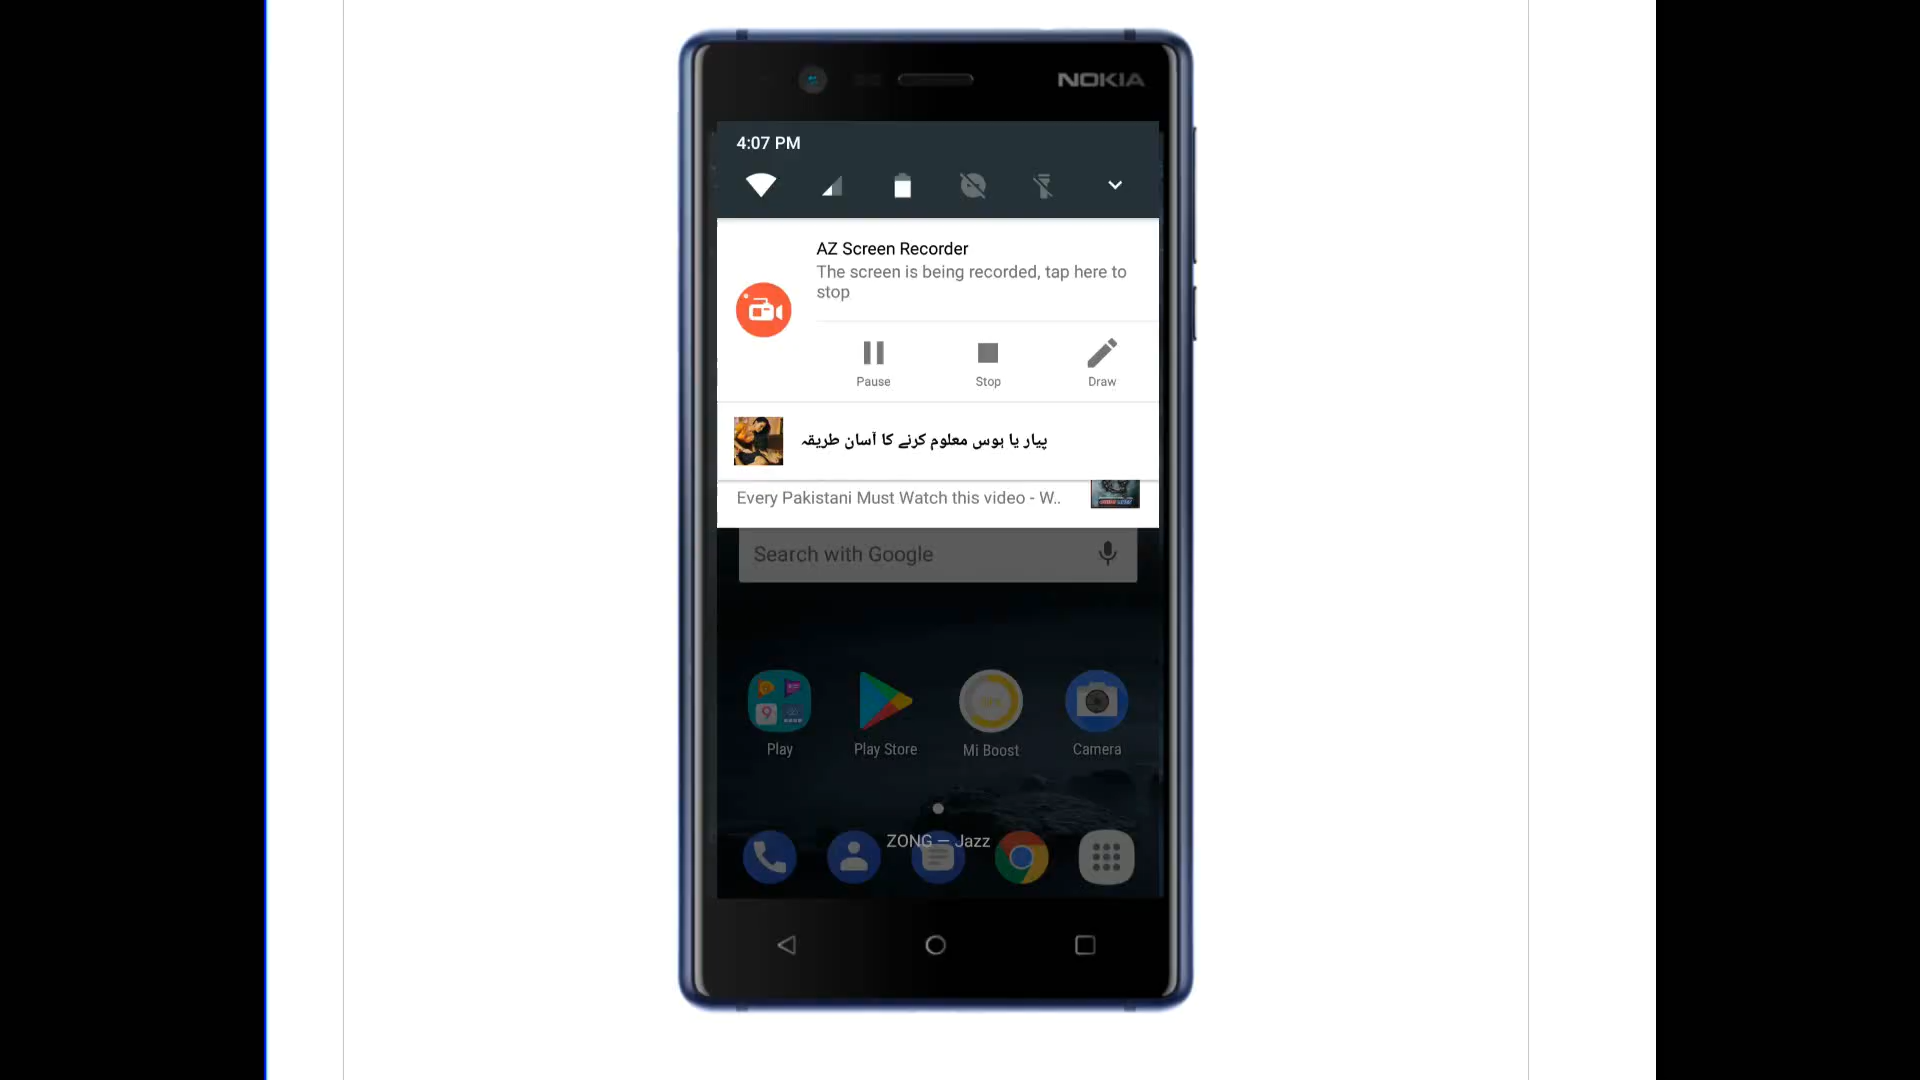 NOKIA
4:07 PM
AZ Screen Recorder
The screen is being recorded, tap here to
stop
Pause
Stop
Draw
پیار یا ہوس معلوم کرنے کا آسان طریقہ
Every Pakistani Must Watch this video - W..
Search with Google
Play
Play Store
Mi Boost
Camera
ZONG — Jazz